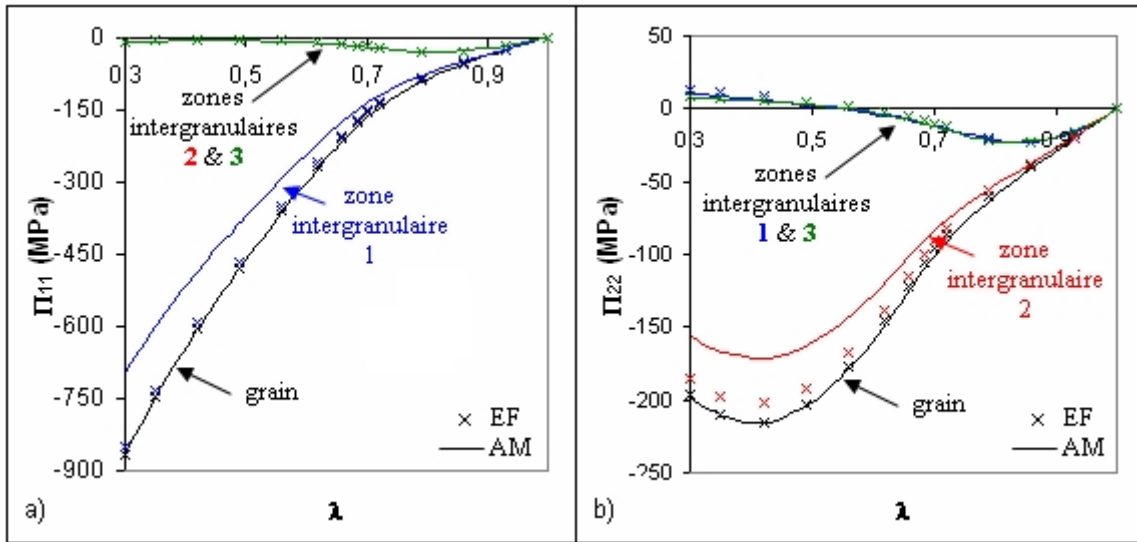 0
-150
-300
-450
-600
-750
-900
0,3
0,5
0,7
0,9
Π11 (MPa)
zones
intergranulaires
2 & 3
zone
intergranulaire
1
grain
EF
AM
a)
λ
50
0
-50
-100
-150
-200
-250
0,3
0,5
0,7
0,9
Π22 (MPa)
zones
intergranulaires
1 & 3
zone
intergranulaire
2
grain
EF
AM
b)
λ